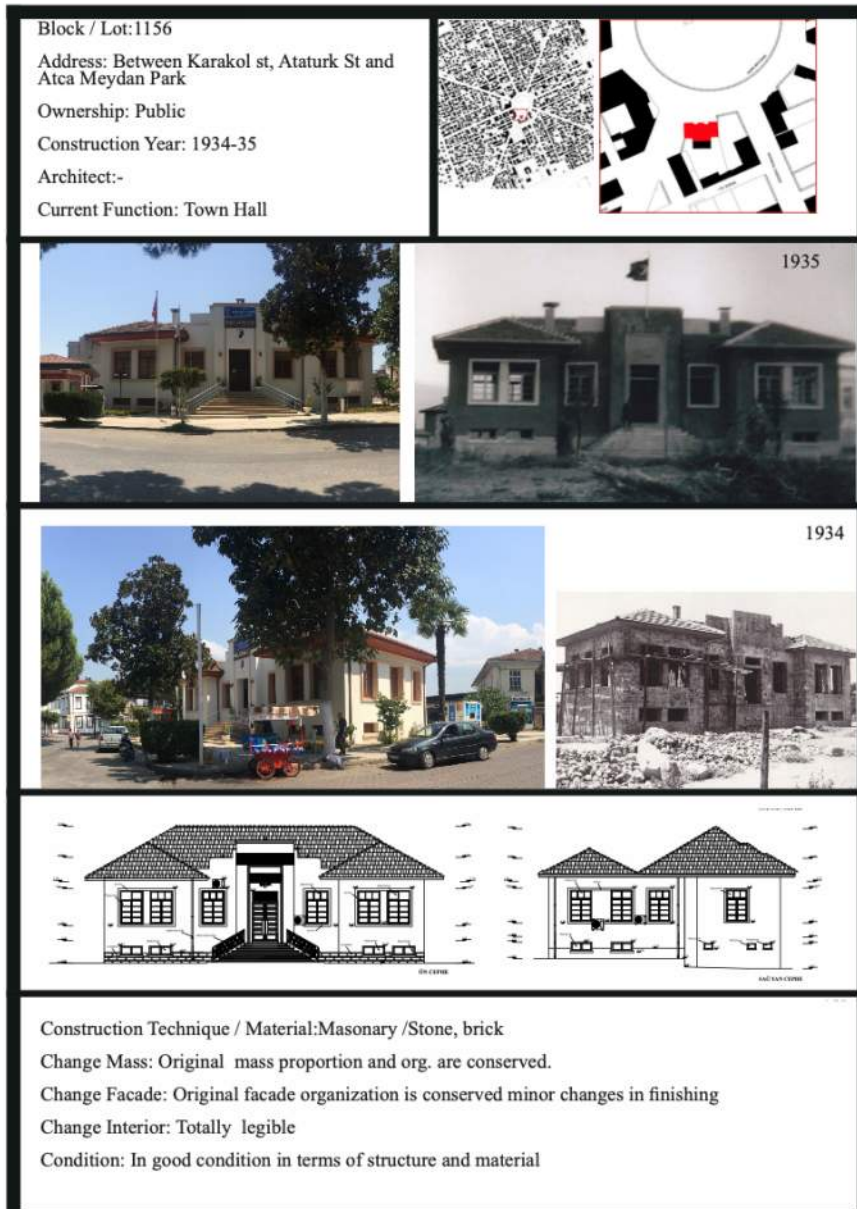 Block / Lot:1156
Address: Between Karakol st, Ataturk St and
Atca Meydan Park
Ownership: Public
Construction Year: 1934-35
Architect:-
Current Function: Town Hall
1935
1934
ÖN CEPHE
SAĞ YAN CEPHE
Construction Technique / Material:Masonary /Stone, brick
Change Mass: Original mass proportion and org. are conserved.
Change Facade: Original facade organization is conserved minor changes in finishing
Change Interior: Totally legible
Condition: In good condition in terms of structure and material